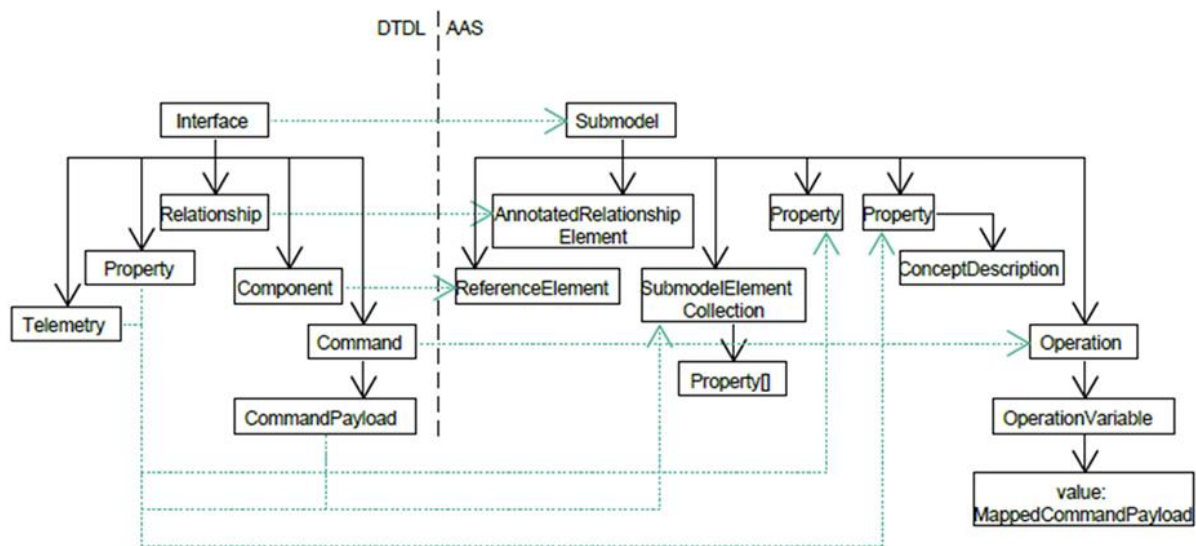 DTDL
AAS
Interface
Submodel
Relationship
AnnotatedRelationship
Element
Property
Property
Property
ConceptDescription
Component
ReferenceElement
SubmodelElement
Collection
Telemetry
Command
Operation
Property[]
CommandPayload
OperationVariable
value:
MappedCommandPayload